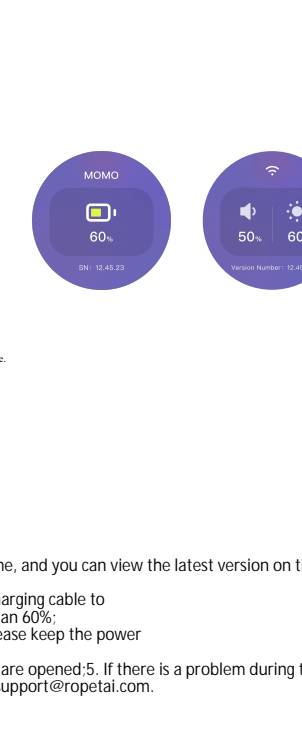 MOMO
60%
SN: 12.45.23
50% 60
Version Number: 12.45
e.
ne, and you can view the latest version on t
arging cable to
an 60%;
ease keep the power
are opened;5. If there is a problem during t
support@ropetai.com.